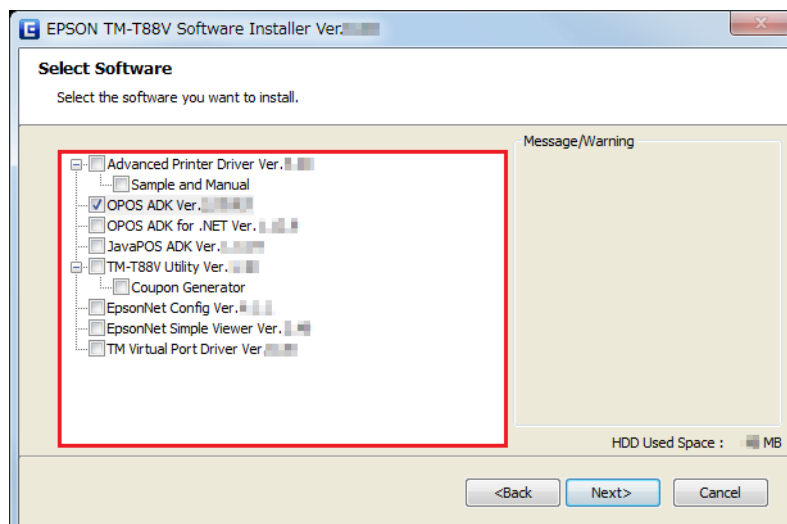 EPSON TM-T88V Software Installer Ver.
Select Software
Select the software you want to install.
Message/Warning
Advanced Printer Driver Ver.
Sample and Manual
OPOS ADK Ver.
OPOS ADK for .NET Ver.
JavaPOS ADK Ver.
TM-T88V Utility Ver.
Coupon Generator
EpsonNet Config Ver.
EpsonNet Simple Viewer Ver.
TM Virtual Port Driver Ver.
HDD Used Space : MB
<Back Next> Cancel